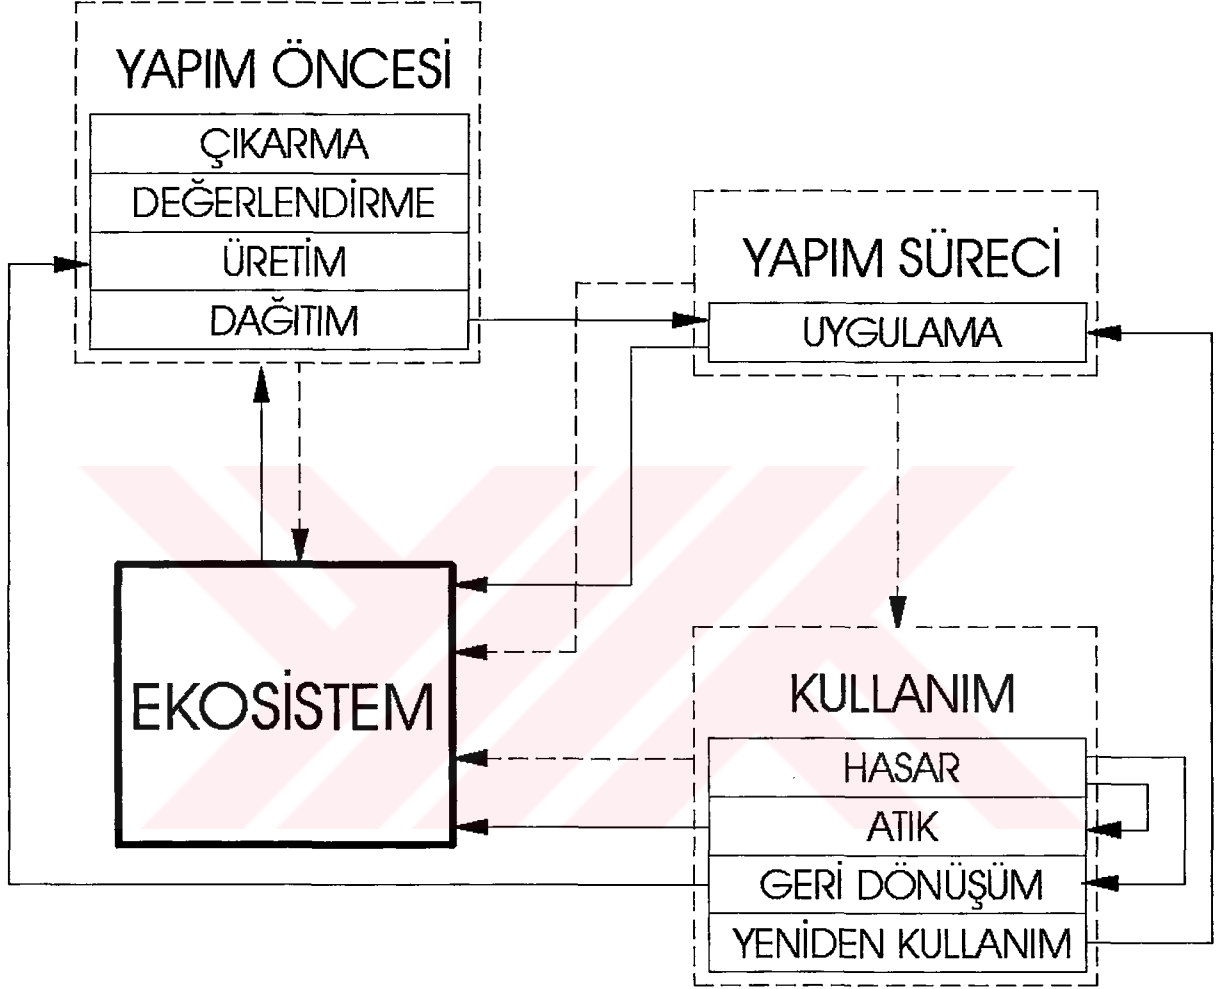 YAPIM ÖNCESİ
ÇIKARMA
DEĞERLENDİRME
ÜRETİM
DAĞITIM
YAPIM SÜRECİ
UYGULAMA
EKOSİSTEM
KULLANIM
HASAR
ATIK
GERİ DÖNÜŞÜM
YENİDEN KULLANIM